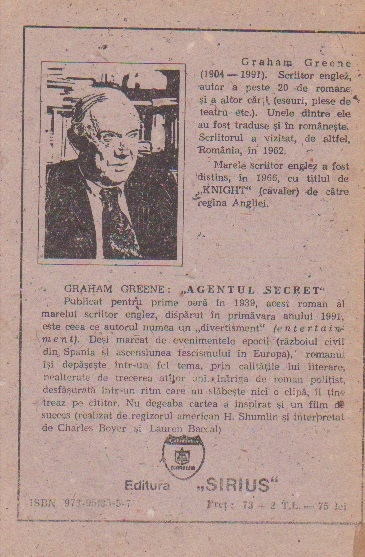 Graham Greene
(1904 — 1991). Scriitor englez,
autor a peste 20 de romane
și a altor cărți (eseuri, piese de
teatru etc.). Unele dintre ele
au fost traduse și în românește.
Scriitorul a vizitat, de altfel,
România, în 1962.
Marele scriitor englez a fost
distins, în 1966, cu titlul de
„KNIGHT" (cavaler) de către
regina Angliei.
GRAHAM GREENE: „AGENTUL SECRET"
Publicat pentru prima oară în 1939, acest roman al
marelui scriitor englez, dispărut în primăvara anului 1991,
este ceea ce autorul numea un „divertisment" (entertain-
ment). Deși marcat de evenimentele epocii (războiul civil
din Spania și ascensiunea fascismului în Europa), romanul
își depășește într-un fel tema, prin calitățile lui literare,
nealterate de trecerea atîtor ani. Intriga de roman polițist,
desfășurată într-un ritm care nu slăbește nici o clipă, îl ține
treaz pe cititor. Nu degeaba cartea a inspirat și un film de
succes (realizat de regizorul american H. Shumlin și interpretat
de Charles Boyer și Lauren Bacal)
Editura „SIRIUS"
ISBN Preț: 73 + 2 T.L. = 75 lei